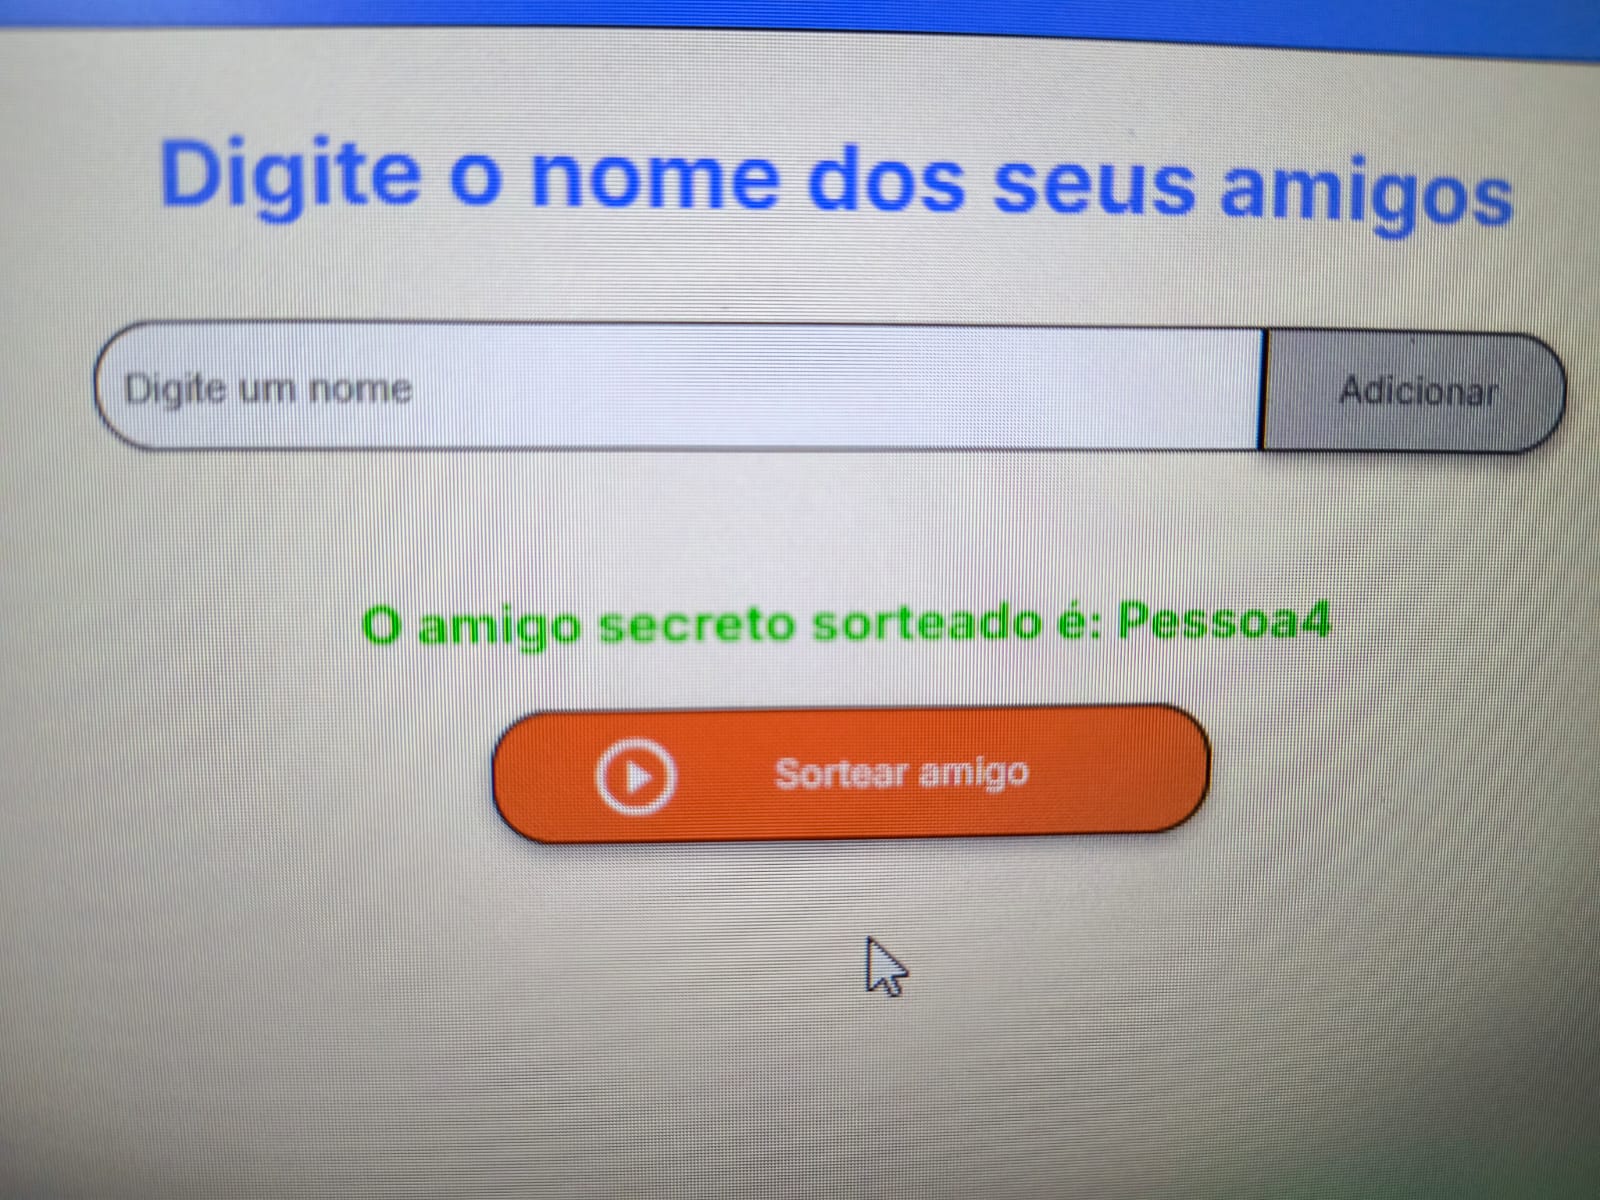 Digite o nome dos seus amigos
Digite um nome
Adicionar
O amigo secreto sorteado é: Pessoa4
Sortear amigo